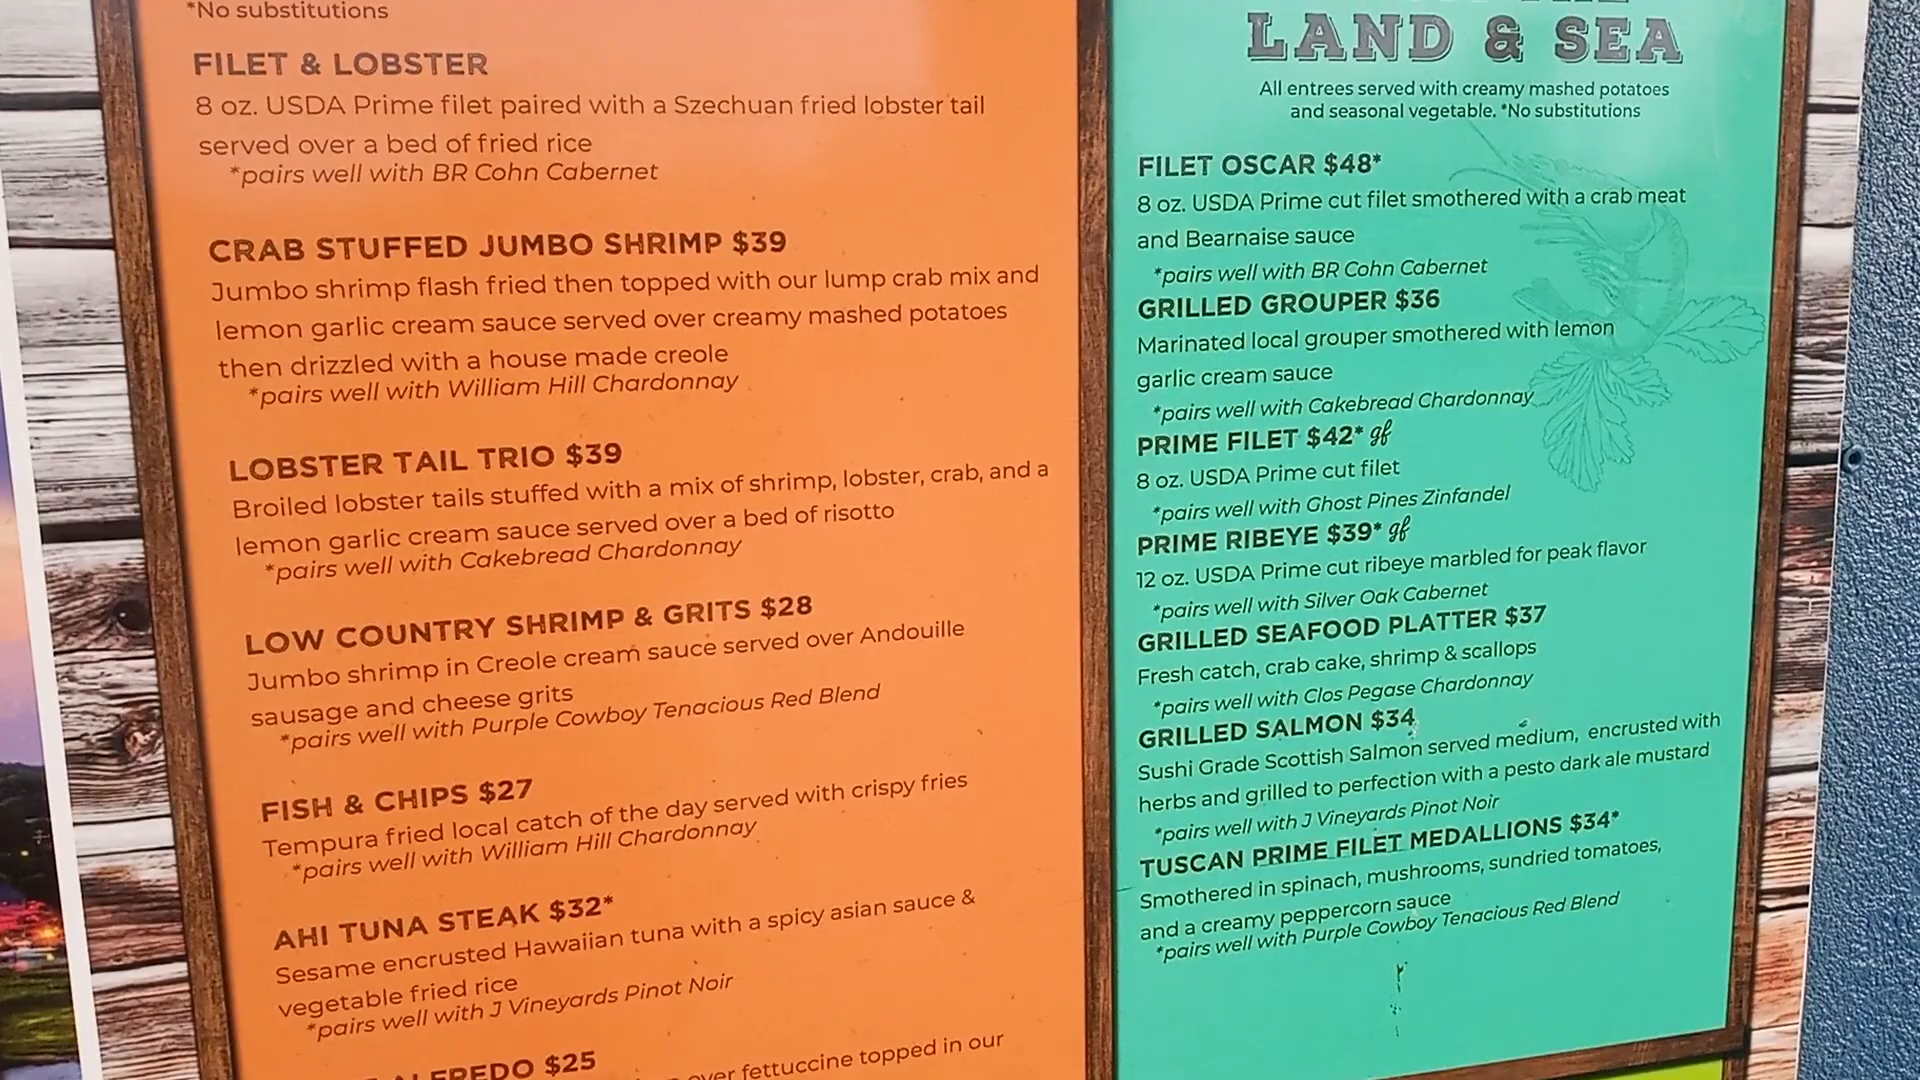 *No substitutions
FILET & LOBSTER
8 oz. USDA Prime filet paired with a Szechuan fried lobster tail
served over a bed of fried rice
*pairs well with BR Cohn Cabernet
CRAB STUFFED JUMBO SHRIMP $39
Jumbo shrimp flash fried then topped with our lump crab mix and
lemon garlic cream sauce served over creamy mashed potatoes
then drizzled with a house made creole
*pairs well with William Hill Chardonnay
LOBSTER TAIL TRIO $39
Broiled lobster tails stuffed with a mix of shrimp, lobster, crab, and a
lemon garlic cream sauce served over a bed of risotto
*pairs well with Cakebread Chardonnay
LOW COUNTRY SHRIMP & GRITS $28
Jumbo shrimp in Creole cream sauce served over Andouille
sausage and cheese grits
*pairs well with Purple Cowboy Tenacious Red Blend
FISH & CHIPS $27
Tempura fried local catch of the day served with crispy fries
*pairs well with William Hill Chardonnay
AHI TUNA STEAK $32*
Sesame encrusted Hawaiian tuna with a spicy asian sauce &
vegetable fried rice
*pairs well with J Vineyards Pinot Noir
ALFREDO $25
over fettuccine topped in our
LAND & SEA
All entrees served with creamy mashed potatoes
and seasonal vegetable. *No substitutions
FILET OSCAR $48*
8 oz. USDA Prime cut filet smothered with a crab meat
and Bearnaise sauce
*pairs well with BR Cohn Cabernet
GRILLED GROUPER $36
Marinated local grouper smothered with lemon
garlic cream sauce
*pairs well with Cakebread Chardonnay
PRIME FILET $42* gf
8 oz. USDA Prime cut filet
*pairs well with Ghost Pines Zinfandel
PRIME RIBEYE $39* gf
12 oz. USDA Prime cut ribeye marbled for peak flavor
*pairs well with Silver Oak Cabernet
GRILLED SEAFOOD PLATTER $37
Fresh catch, crab cake, shrimp & scallops
*pairs well with Clos Pegase Chardonnay
GRILLED SALMON $34
Sushi Grade Scottish Salmon served medium, encrusted with
herbs and grilled to perfection with a pesto dark ale mustard
*pairs well with J Vineyards Pinot Noir
TUSCAN PRIME FILET MEDALLIONS $34*
Smothered in spinach, mushrooms, sundried tomatoes,
and a creamy peppercorn sauce
*pairs well with Purple Cowboy Tenacious Red Blend